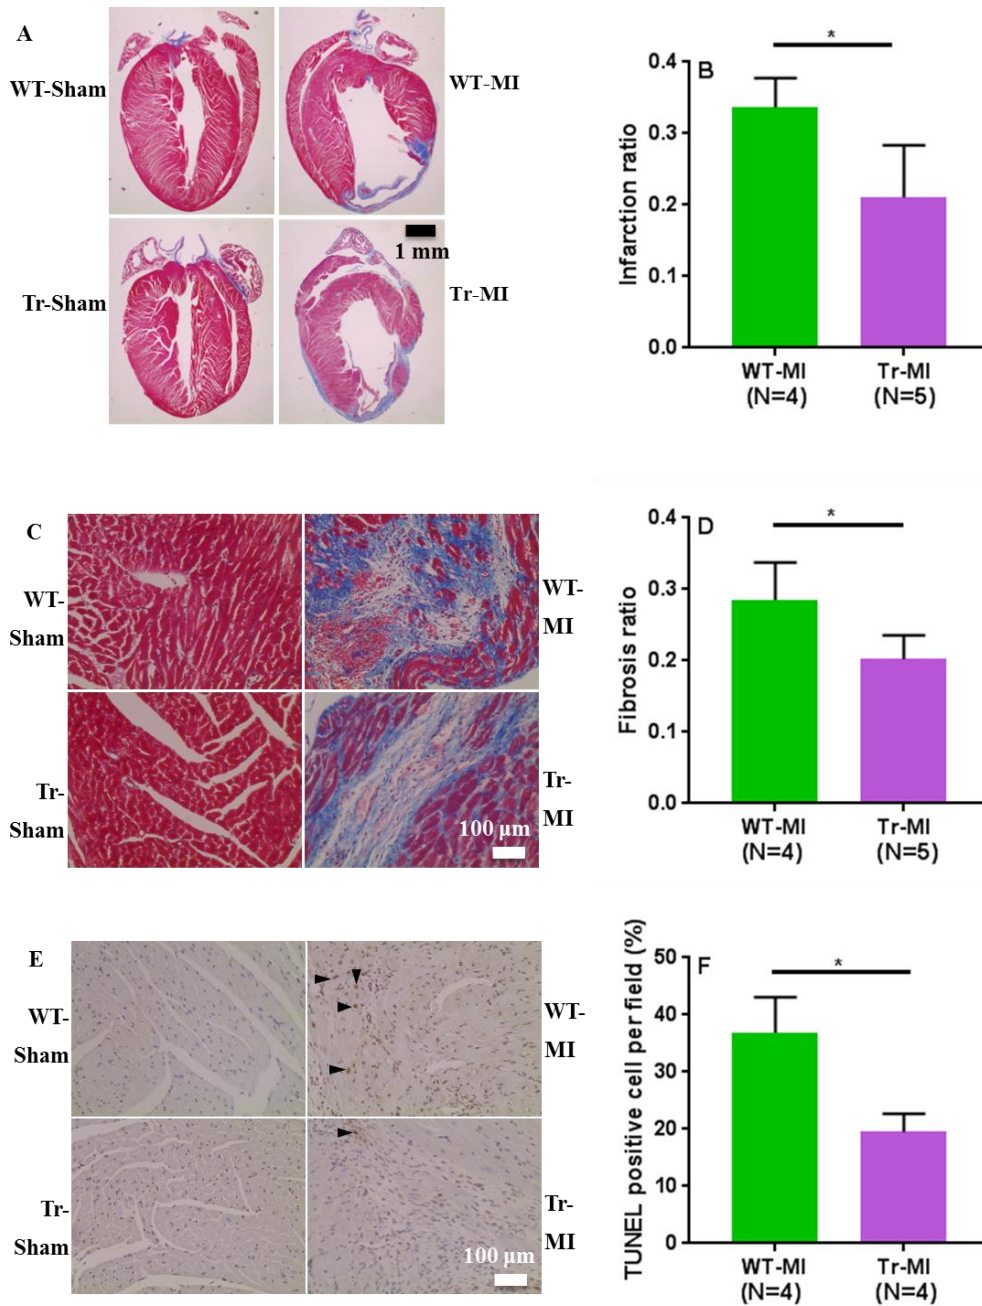 A
WT-Sham
WT-MI
Tr-Sham
1 mm
Tr-MI
B
*
Infarction ratio
0.4
0.3
0.2
0.1
0.0
WT-MI
(N=4)
Tr-MI
(N=5)
C
WT-
Sham
WT-
MI
Tr-
Sham
Tr-
MI
100 µm
D
*
Fibrosis ratio
0.4
0.3
0.2
0.1
0.0
WT-MI
(N=4)
Tr-MI
(N=5)
E
WT-
Sham
WT-
MI
Tr-
Sham
Tr-
MI
100 µm
F
*
TUNEL positive cell per field (%)
50
40
30
20
10
0
WT-MI
(N=4)
Tr-MI
(N=4)